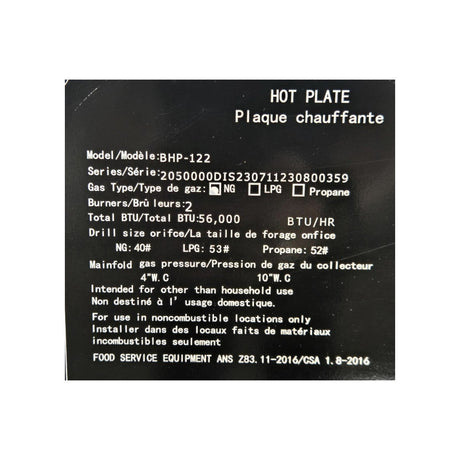 HOT PLATE
Plaque chauffante
Model/Modèle:BHP-122
Series/Série:2050000DIS230711230800359
Gas Type/Type de gaz: NG LPG Propane
Burners/Brû leurs:2
Total BTU/Total BTU:56,000 BTU/HR
Drill size orifce/La taille de forage onfice
NG:40# LPG:53# Propane:52#
Mainfold gas pressure/Pression de gaz du collecteur
4"W.C 10"W.C
Intended for other than household use
Non destiné à l' usage domestique.
For use in noncombustible locations only
Installer dans des locaux faits de matériaux
incombustibles seulement
FOOD SERVICE EQUIPMENT ANS Z83.11-2016/CSA 1.8-2016